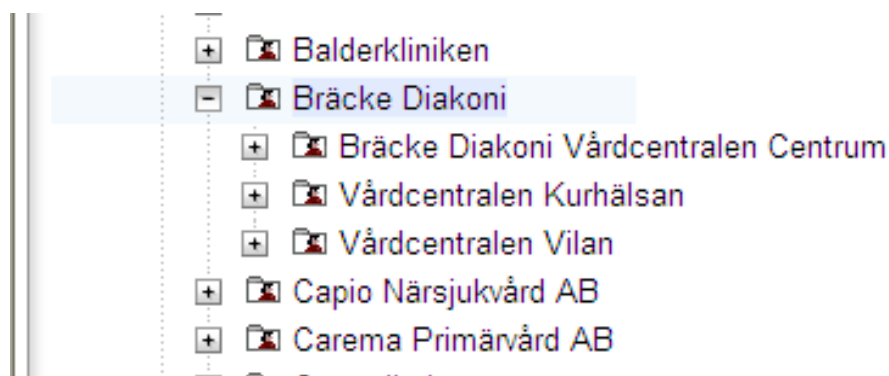 Balderkliniken
Bräcke Diakoni
Bräcke Diakoni Vårdcentralen Centrum
Vårdcentralen Kurhälsan
Vårdcentralen Vilan
Capio Närsjukvård AB
Carema Primärvård AB